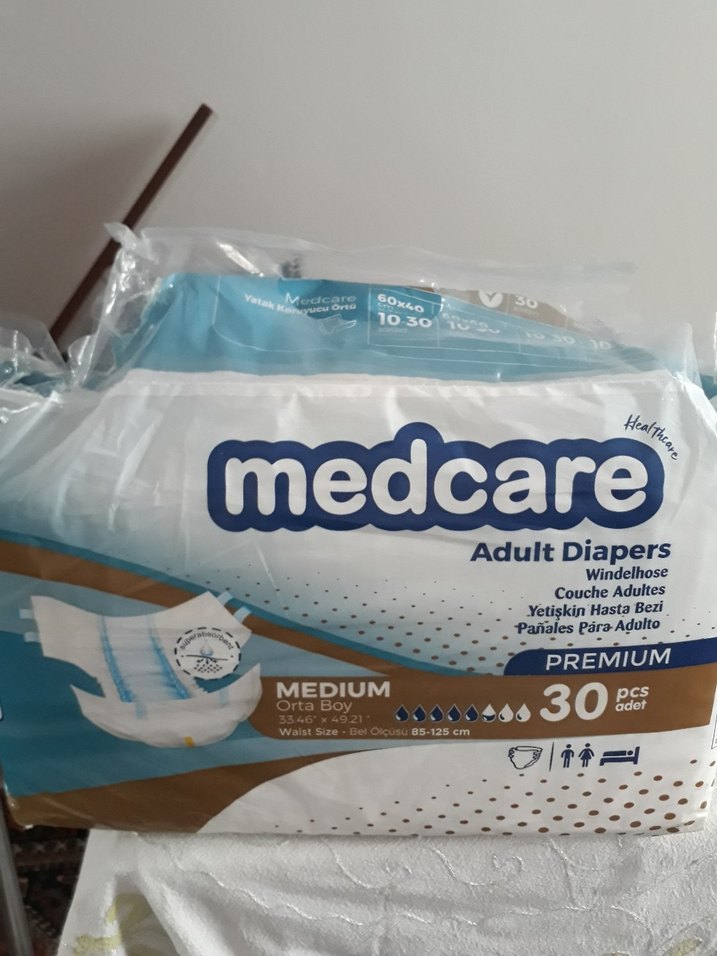 Medcare
Yatak Koruyucu Örtü
60x40
10-30
30
Healthcare
medcare
Adult Diapers
Windelhose
Couche Adultes
Yetişkin Hasta Bezi
Pañales Para Adulto
PREMIUM
superabsorbent
MEDIUM
Orta Boy
33.46" x 49.21"
Waist Size - Bel Ölçüsü 85-125 cm
30 pcs
adet